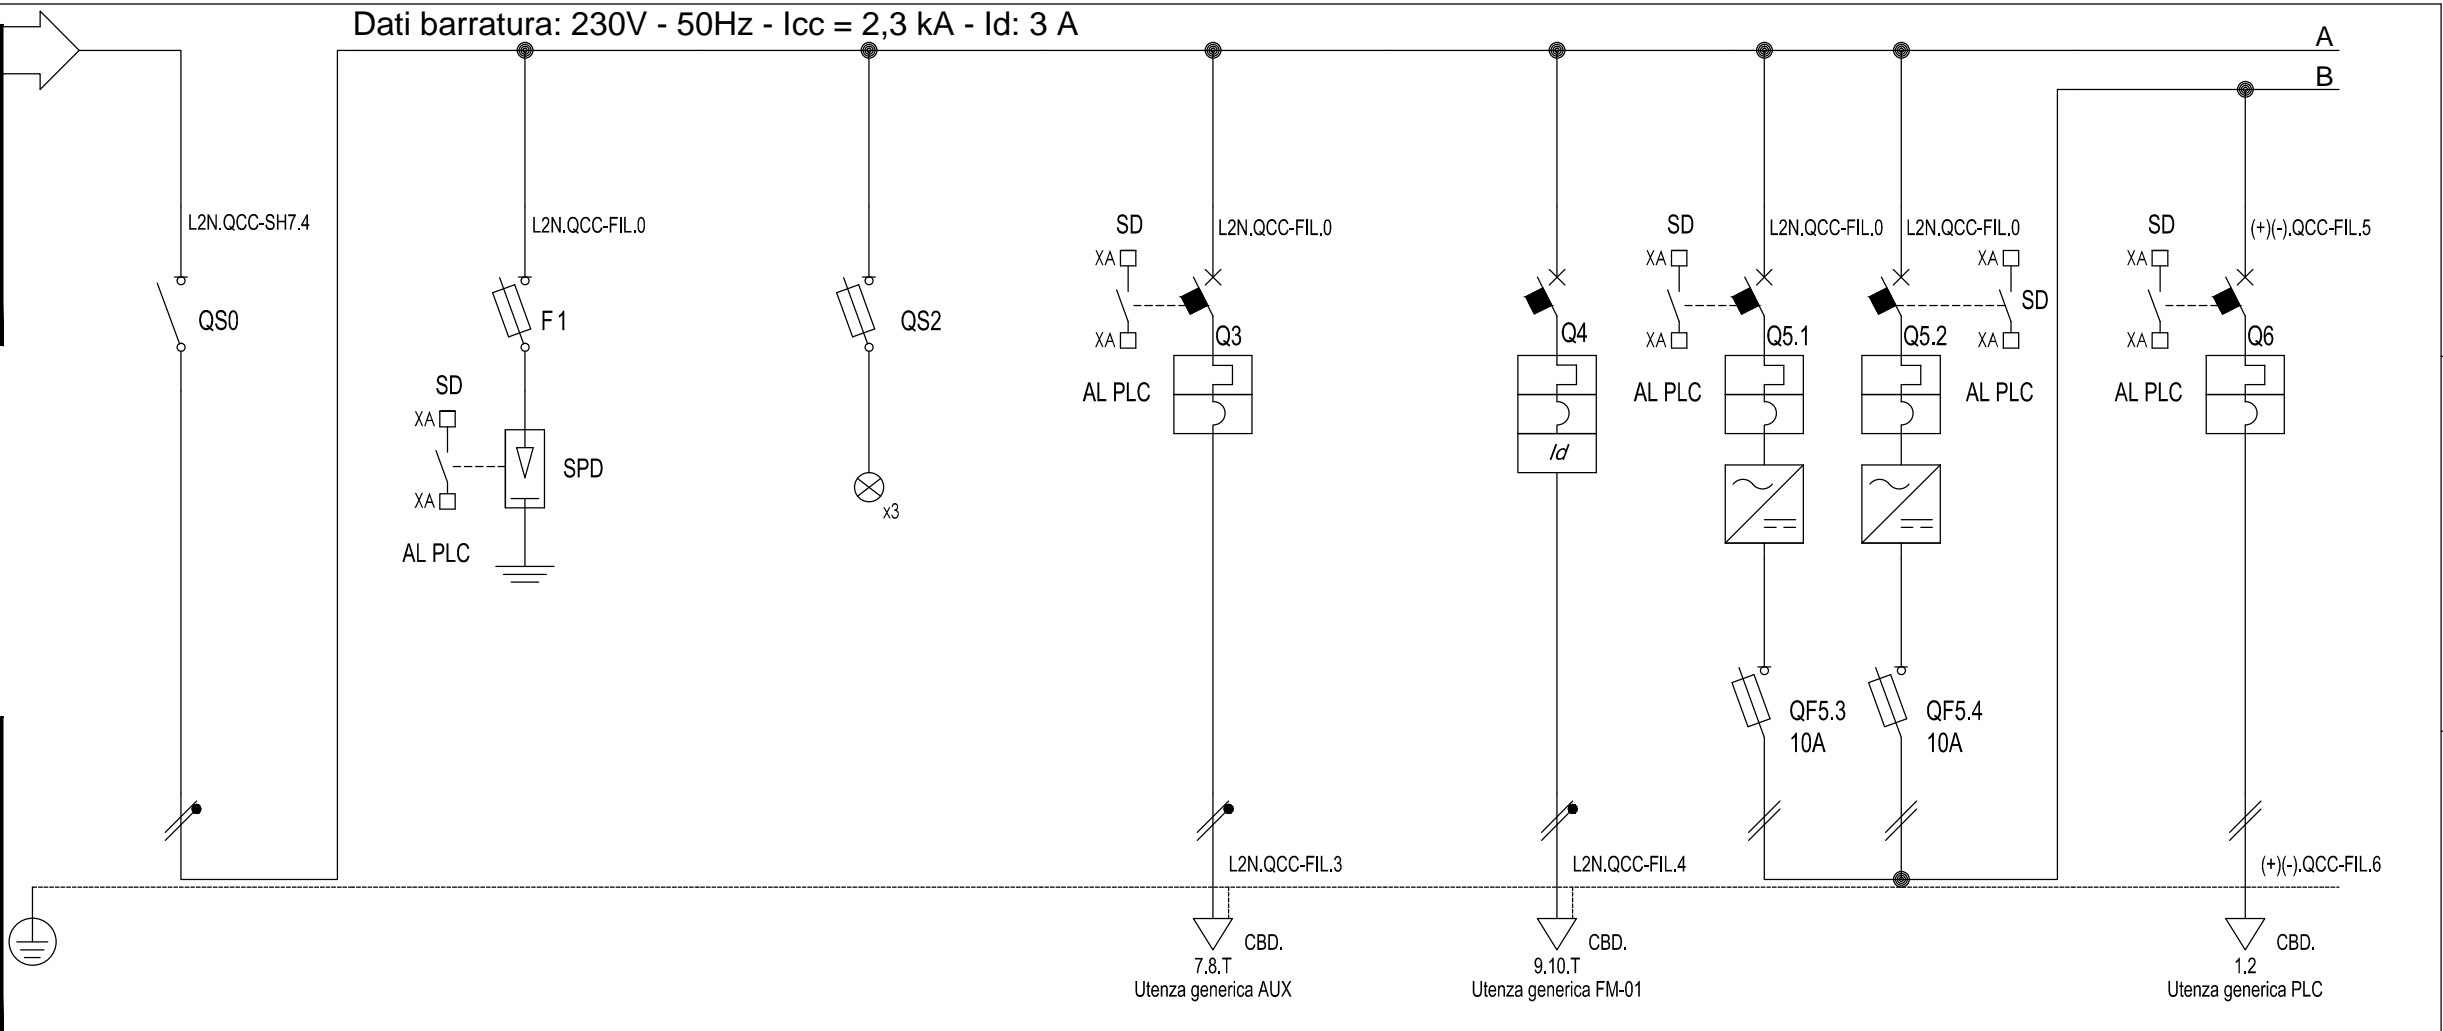 Dati barratura: 230V - 50Hz - Icc = 2,3 kA - Id: 3 A
A
B
L2N.QCC-SH7.4
QS0
L2N.QCC-FIL.0
F1
SD
XA
XA
SPD
AL PLC
QS2
x3
SD
XA
XA
L2N.QCC-FIL.0
Q3
AL PLC
L2N.QCC-FIL.3
CBD.
7.8.T
Utenza generica AUX
Q4
Id
L2N.QCC-FIL.4
CBD.
9.10.T
Utenza generica FM-01
SD
XA
XA
L2N.QCC-FIL.0
Q5.1
AL PLC
QF5.3
10A
L2N.QCC-FIL.0
XA
SD
XA
Q5.2
AL PLC
QF5.4
10A
SD
XA
XA
(+)(-).QCC-FIL.5
Q6
AL PLC
(+)(-).QCC-FIL.6
CBD.
1.2
Utenza generica PLC